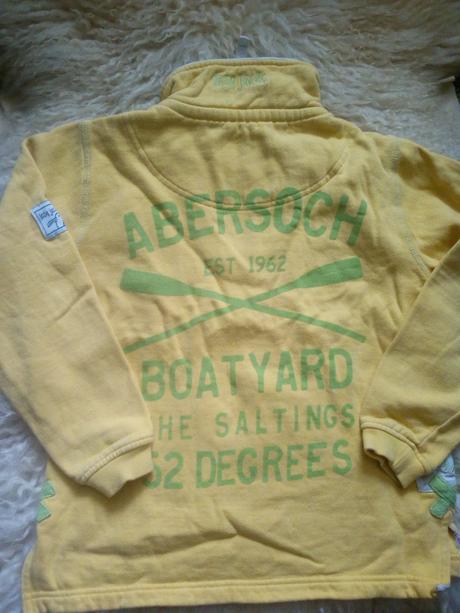 ABERSOCH
EST 1962
BOATYARD
HE SALTINGS
52 DEGREES